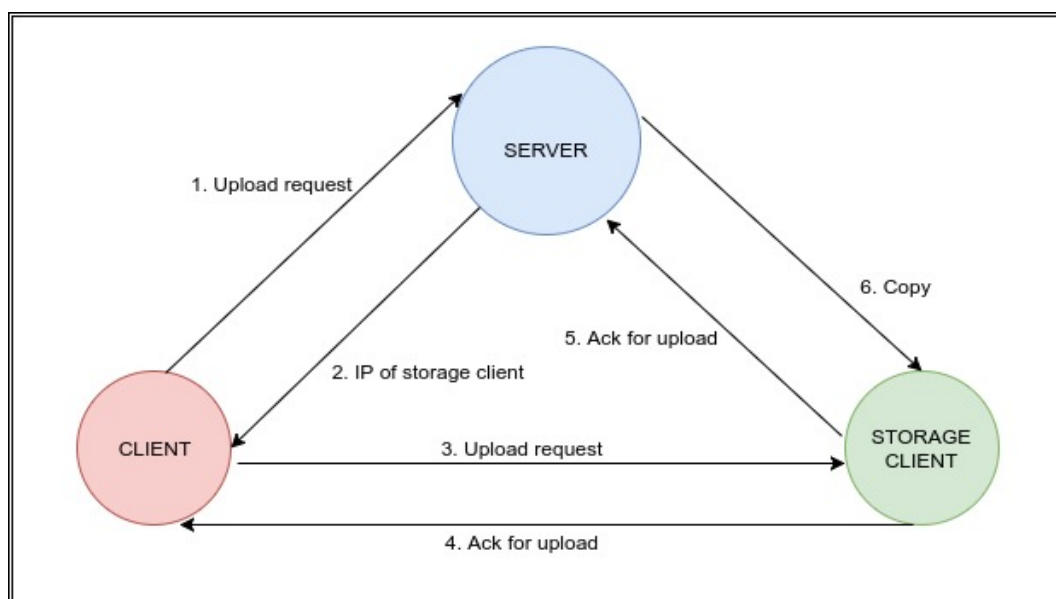 SERVER
1. Upload request
6. Copy
5. Ack for upload
2. IP of storage client
CLIENT
3. Upload request
STORAGE
CLIENT
4. Ack for upload